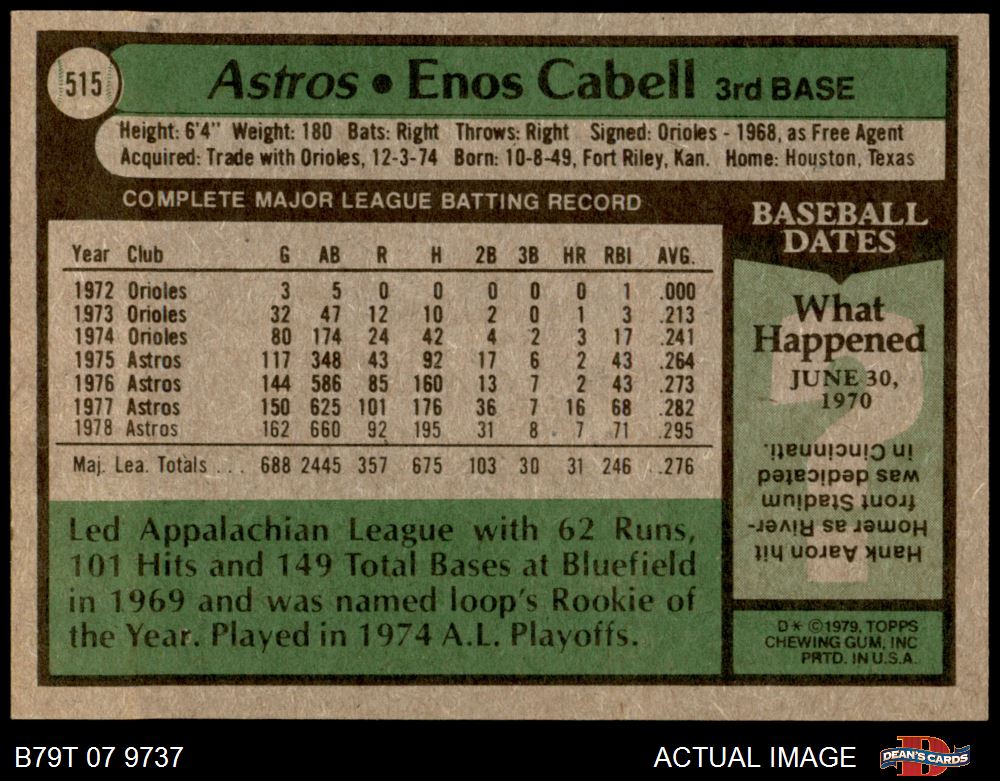 515
Astros • Enos Cabell 3rd BASE
Height: 6'4" Weight: 180 Bats: Right Throws: Right Signed: Orioles - 1968, as Free Agent
Acquired: Trade with Orioles, 12-3-74 Born: 10-8-49, Fort Riley, Kan. Home: Houston, Texas
COMPLETE MAJOR LEAGUE BATTING RECORD
Year Club G AB R H 2B 3B HR RBI AVG.
1972 Orioles 3 5 0 0 0 0 0 1 .000
1973 Orioles 32 47 12 10 2 0 1 3 .213
1974 Orioles 80 174 24 42 4 2 3 17 .241
1975 Astros 117 348 43 92 17 6 2 43 .264
1976 Astros 144 586 85 160 13 7 2 43 .273
1977 Astros 150 625 101 176 36 7 16 68 .282
1978 Astros 162 660 92 195 31 8 7 71 .295
Maj. Lea. Totals . . . 688 2445 357 675 103 30 31 246 .276
Led Appalachian League with 62 Runs,
101 Hits and 149 Total Bases at Bluefield
in 1969 and was named loop's Rookie of
the Year. Played in 1974 A.L. Playoffs.
BASEBALL
DATES
What
Happened
JUNE 30,
1970
?
Hank Aaron hit
Homer as River-
front Stadium
was dedicated
in Cincinnati.
D* ©1979, TOPPS
CHEWING GUM, INC
PRTD. IN U.S.A.
B79T 07 9737
ACTUAL IMAGE
D
DEAN'S CARDS